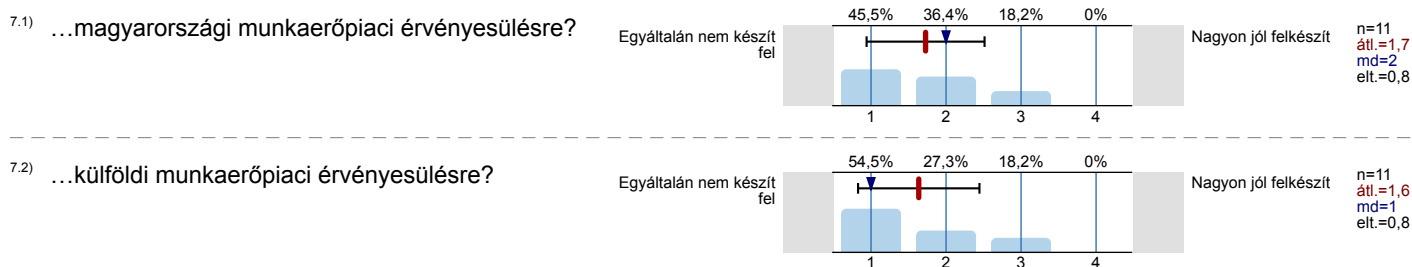 7.1) …magyarországi munkaerőpiaci érvényesülésre?
Egyáltalán nem készít
fel
45,5% 36,4% 18,2% 0%
1 2 3 4
Nagyon jól felkészít
n=11
átl.=1,7
md=2
elt.=0,8
7.2) …külföldi munkaerőpiaci érvényesülésre?
Egyáltalán nem készít
fel
54,5% 27,3% 18,2% 0%
1 2 3 4
Nagyon jól felkészít
n=11
átl.=1,6
md=1
elt.=0,8